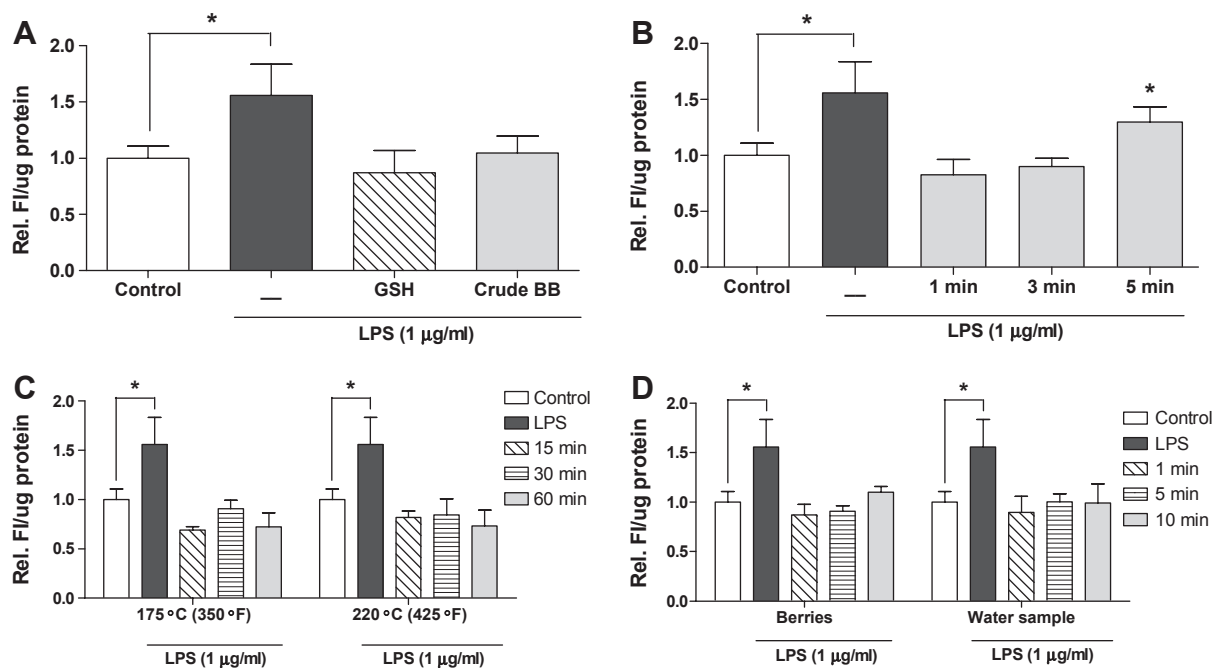 A
*
2.0
1.5
1.0
0.5
0.0
Rel. FI/ug protein
Control
—
GSH
Crude BB
LPS (1 μg/ml)
B
*
*
2.0
1.5
1.0
0.5
0.0
Rel. FI/ug protein
Control
—
1 min
3 min
5 min
LPS (1 μg/ml)
C
*
*
2.0
1.5
1.0
0.5
0.0
Rel. FI/ug protein
Control
LPS
15 min
30 min
60 min
175 °C (350 °F)
220 °C (425 °F)
LPS (1 μg/ml)
LPS (1 μg/ml)
D
*
*
2.0
1.5
1.0
0.5
0.0
Rel. FI/ug protein
Control
LPS
1 min
5 min
10 min
Berries
Water sample
LPS (1 μg/ml)
LPS (1 μg/ml)